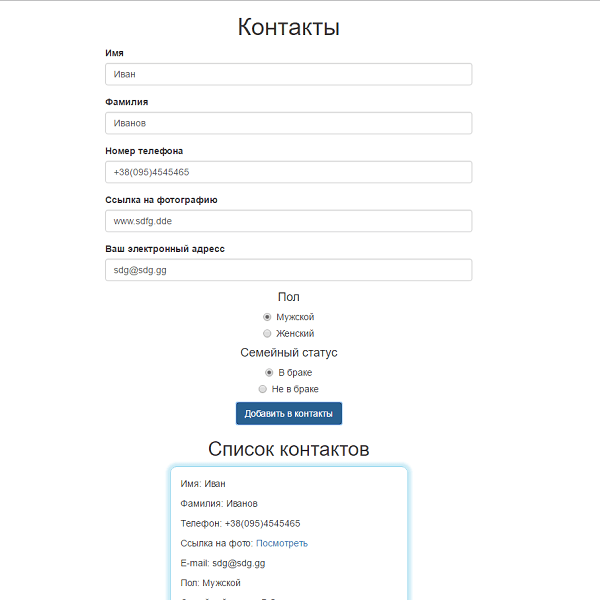 Контакты
Имя
Иван
Фамилия
Иванов
Номер телефона
+38(095)4545465
Ссылка на фотографию
www.sdfg.dde
Ваш электронный адресс
sdg@sdg.gg
Пол
Мужской
Женский
Семейный статус
В браке
Не в браке
Добавить в контакты
Список контактов
Имя: Иван
Фамилия: Иванов
Телефон: +38(095)4545465
Ссылка на фото: Посмотреть
E-mail: sdg@sdg.gg
Пол: Мужской